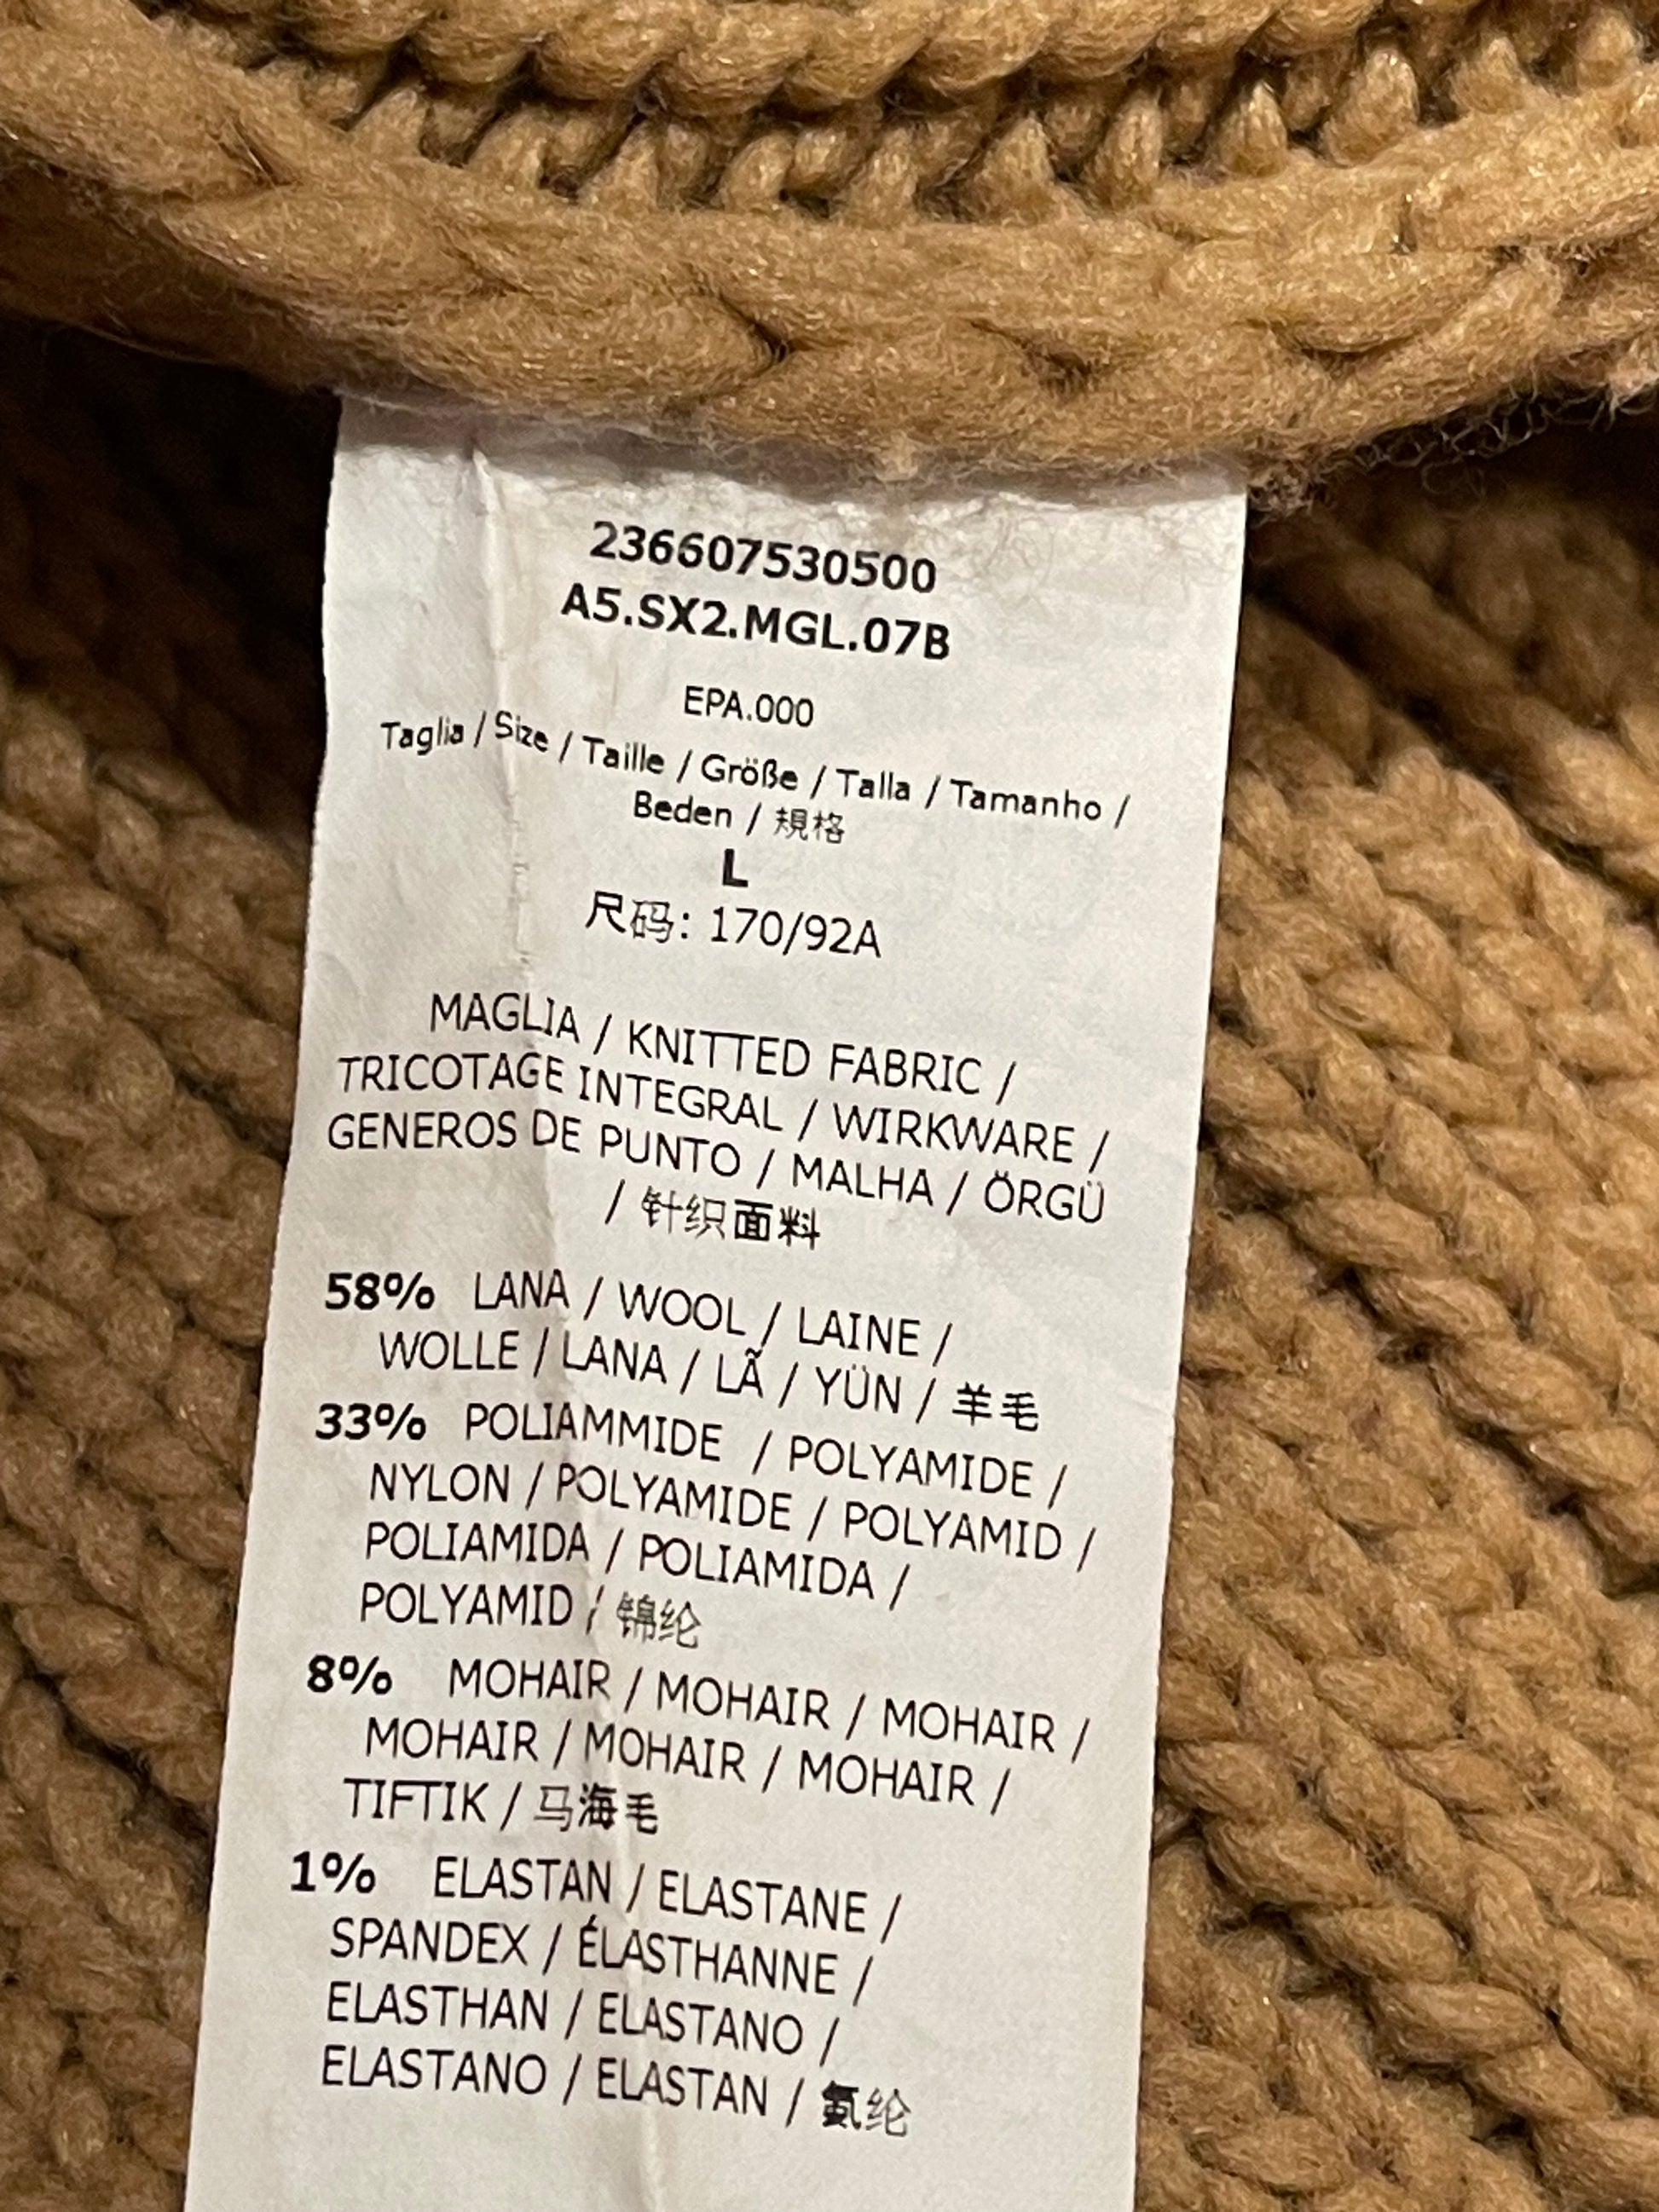 236607530500
A5.SX2.MGL.07B
EPA.000
Taglia / Size / Taille / Größe / Talla / Tamanho /
Beden / 規格
L
尺码: 170/92A
MAGLIA / KNITTED FABRIC /
TRICOTAGE INTEGRAL / WIRKWARE /
GENEROS DE PUNTO / MALHA / ÖRGÜ
/ 针织面料
58% LANA / WOOL / LAINE /
WOLLE / LANA / LÃ / YÜN / 羊毛
33% POLIAMMIDE / POLYAMIDE /
NYLON / POLYAMIDE / POLYAMID /
POLIAMIDA / POLIAMIDA /
POLYAMID / 锦纶
8% MOHAIR / MOHAIR / MOHAIR /
MOHAIR / MOHAIR / MOHAIR /
TIFTIK / 马海毛
1% ELASTAN / ELASTANE /
SPANDEX / ÉLASTHANNE /
ELASTHAN / ELASTANO /
ELASTANO / ELASTAN / 氨纶